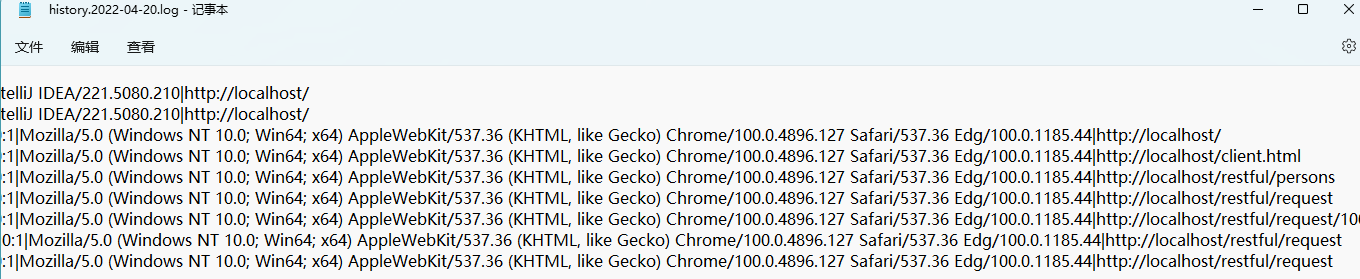 history.2022-04-20.log - 记事本
文件 编辑 查看
telliJ IDEA/221.5080.210|http://localhost/
telliJ IDEA/221.5080.210|http://localhost/
:1|Mozilla/5.0 (Windows NT 10.0; Win64; x64) AppleWebKit/537.36 (KHTML, like Gecko) Chrome/100.0.4896.127 Safari/537.36 Edg/100.0.1185.44|http://localhost/
:1|Mozilla/5.0 (Windows NT 10.0; Win64; x64) AppleWebKit/537.36 (KHTML, like Gecko) Chrome/100.0.4896.127 Safari/537.36 Edg/100.0.1185.44|http://localhost/client.html
:1|Mozilla/5.0 (Windows NT 10.0; Win64; x64) AppleWebKit/537.36 (KHTML, like Gecko) Chrome/100.0.4896.127 Safari/537.36 Edg/100.0.1185.44|http://localhost/restful/persons
:1|Mozilla/5.0 (Windows NT 10.0; Win64; x64) AppleWebKit/537.36 (KHTML, like Gecko) Chrome/100.0.4896.127 Safari/537.36 Edg/100.0.1185.44|http://localhost/restful/request
:1|Mozilla/5.0 (Windows NT 10.0; Win64; x64) AppleWebKit/537.36 (KHTML, like Gecko) Chrome/100.0.4896.127 Safari/537.36 Edg/100.0.1185.44|http://localhost/restful/request/100
0:1|Mozilla/5.0 (Windows NT 10.0; Win64; x64) AppleWebKit/537.36 (KHTML, like Gecko) Chrome/100.0.4896.127 Safari/537.36 Edg/100.0.1185.44|http://localhost/restful/request
:1|Mozilla/5.0 (Windows NT 10.0; Win64; x64) AppleWebKit/537.36 (KHTML, like Gecko) Chrome/100.0.4896.127 Safari/537.36 Edg/100.0.1185.44|http://localhost/restful/request